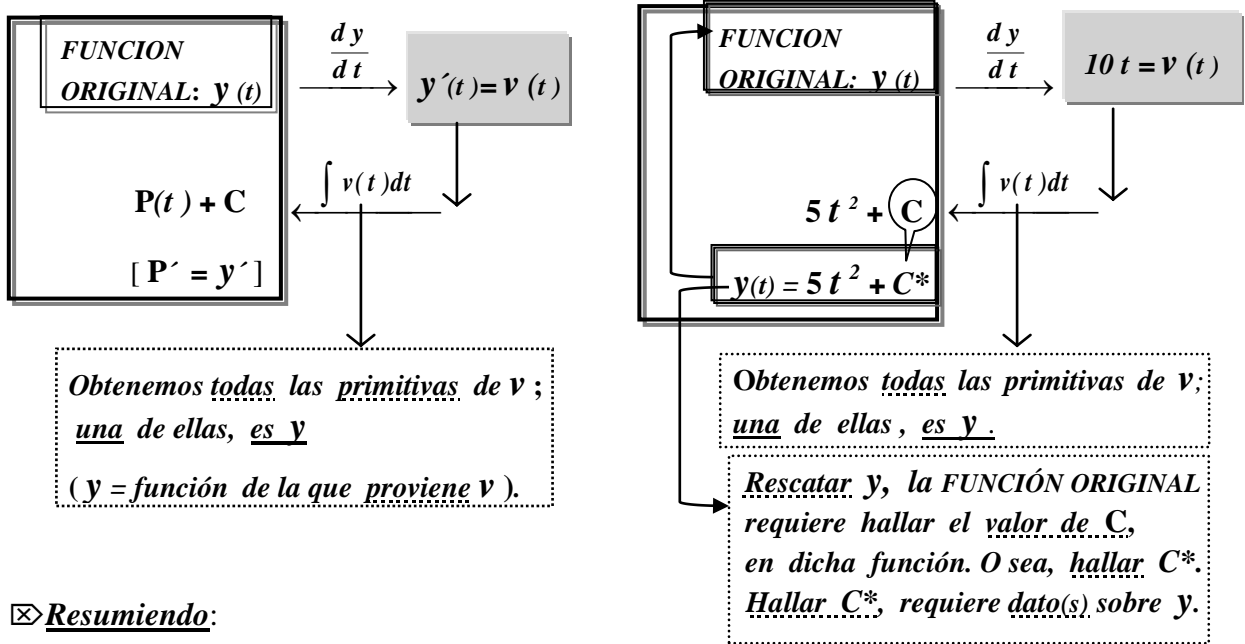 FUNCION
ORIGINAL: y (t)
d y
d t
y´(t)= v (t)
∫ v(t)dt
P(t) + C
[ P´ = y´ ]
Obtenemos todas las primitivas de v ;
una de ellas, es y
( y = función de la que proviene v ).
FUNCION
ORIGINAL: y (t)
d y
d t
10 t = v (t)
∫ v(t)dt
5 t ² + C
y(t) = 5 t ² + C*
Obtenemos todas las primitivas de v;
una de ellas , es y .
Rescatar y, la FUNCIÓN ORIGINAL
requiere hallar el valor de C,
en dicha función. O sea, hallar C*.
Hallar C*, requiere dato(s) sobre y.
⌦Resumiendo: